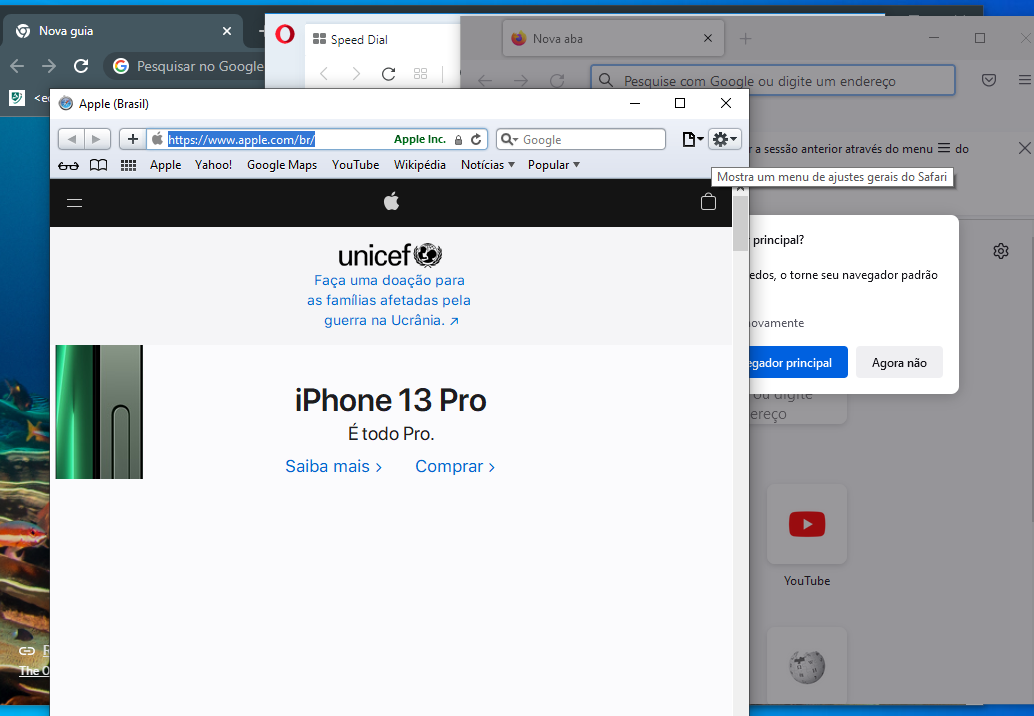 Nova guia
Speed Dial
Nova aba
Pesquisar no Google
Pesquise com Google ou digite um endereço
Apple (Brasil)
https://www.apple.com/br/
Apple Inc.
Google
Apple
Yahoo!
Google Maps
YouTube
Wikipédia
Notícias
Popular
a sessão anterior através do menu
do
Mostra um menu de ajustes gerais do Safari
unicef
Faça uma doação para
as famílias afetadas pela
guerra na Ucrânia.
principal?
edos, o torne seu navegador padrão
novamente
egador principal
Agora não
ou digite
ereço
iPhone 13 Pro
É todo Pro.
Saiba mais
Comprar
YouTube
The O